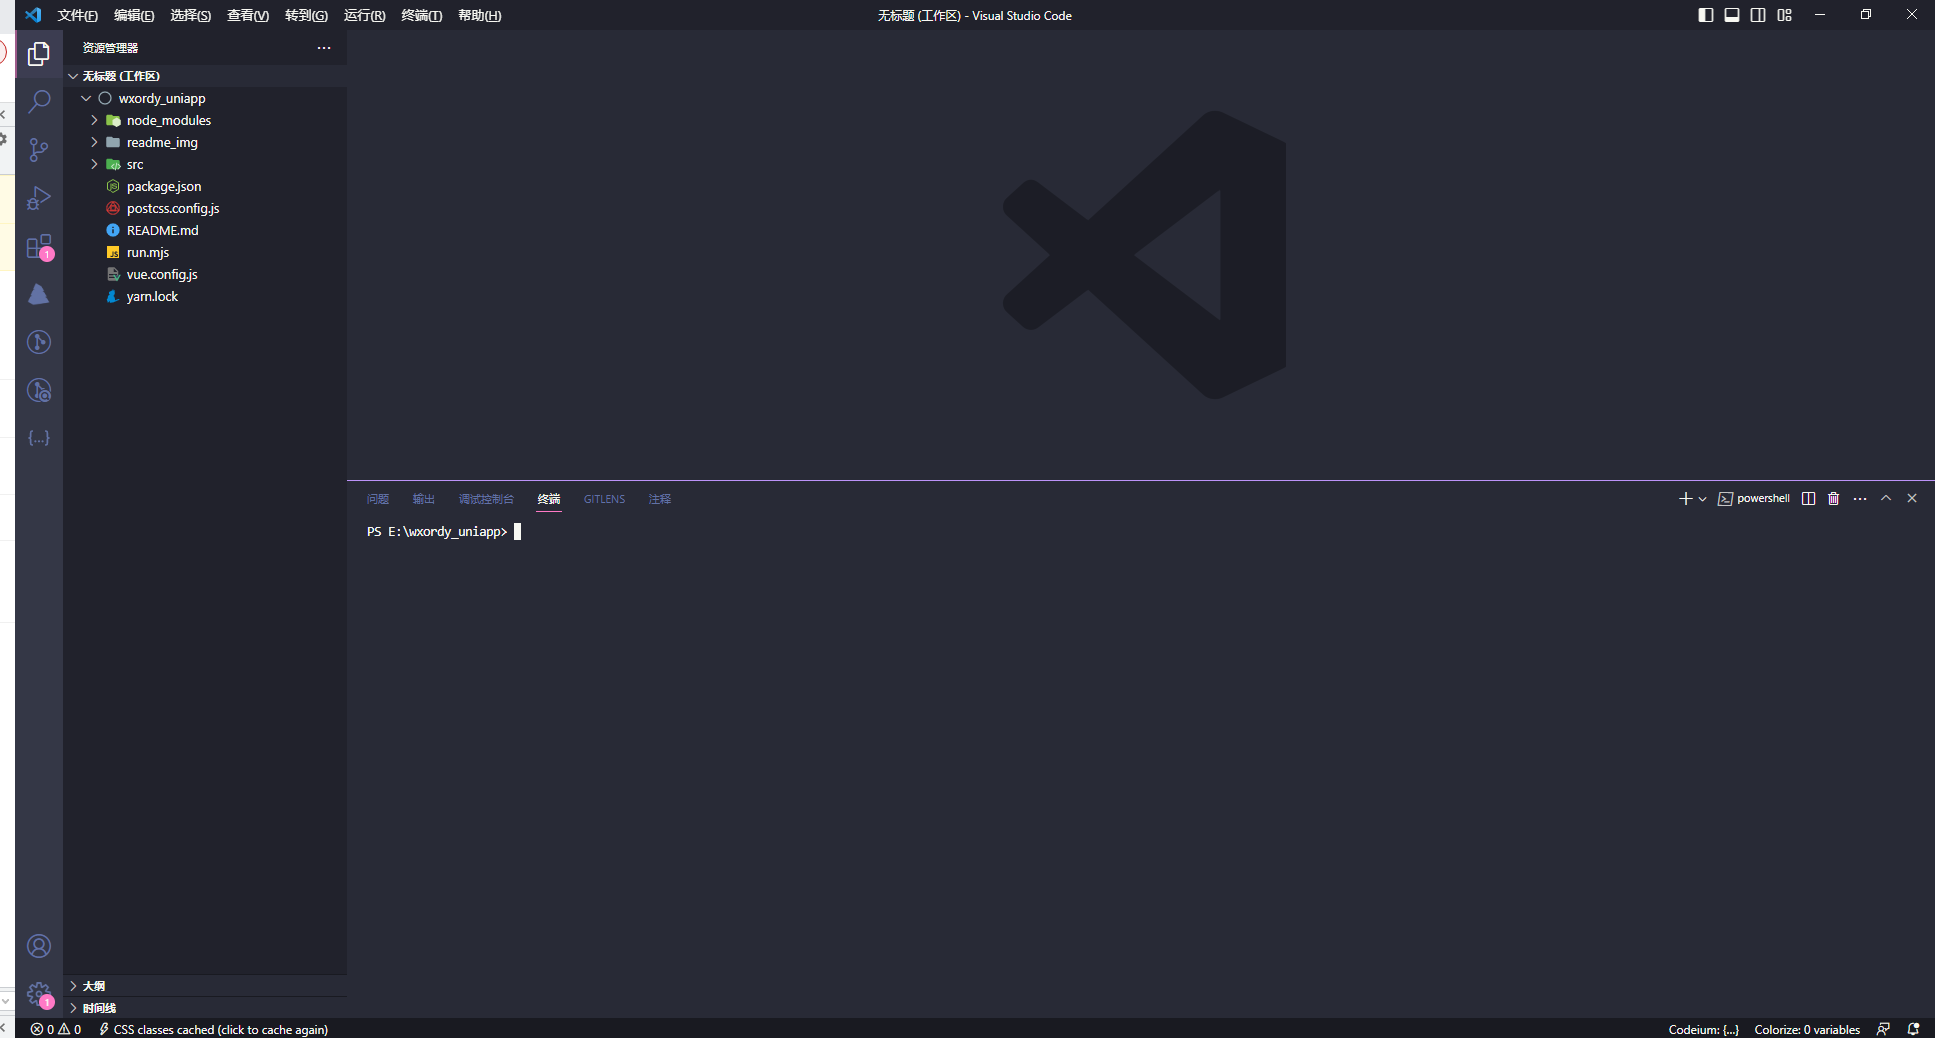 文件(F) 编辑(E) 选择(S) 查看(V) 转到(G) 运行(R) 终端(T) 帮助(H) 无标题 (工作区) - Visual Studio Code
资源管理器
无标题 (工作区)
wxordy_uniapp
node_modules
readme_img
src
package.json
postcss.config.js
README.md
run.mjs
vue.config.js
yarn.lock
1
{...}
问题 输出 调试控制台 终端 GITLENS 注释 powershell
PS E:\wxordy_uniapp>
大纲
1
时间线
0 0 CSS classes cached (click to cache again) Codeium: {...} Colorize: 0 variables